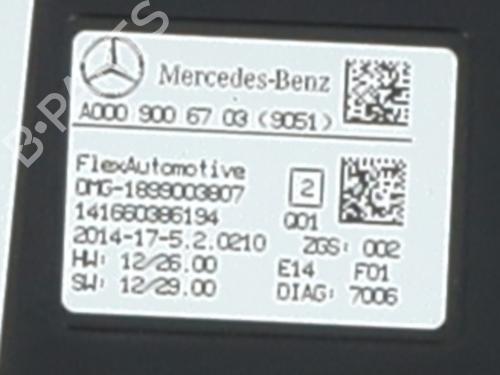 Mercedes-Benz
A000 900 67 03 (9051)
FlexAutomotive
OMG-1899003807
2
141660386194
Q01
2014-17-5.2.0210 ZGS: 002
HW: 12/26.00 E14 F01
SW: 12/29.00 DIAG: 7006
B-PARTS